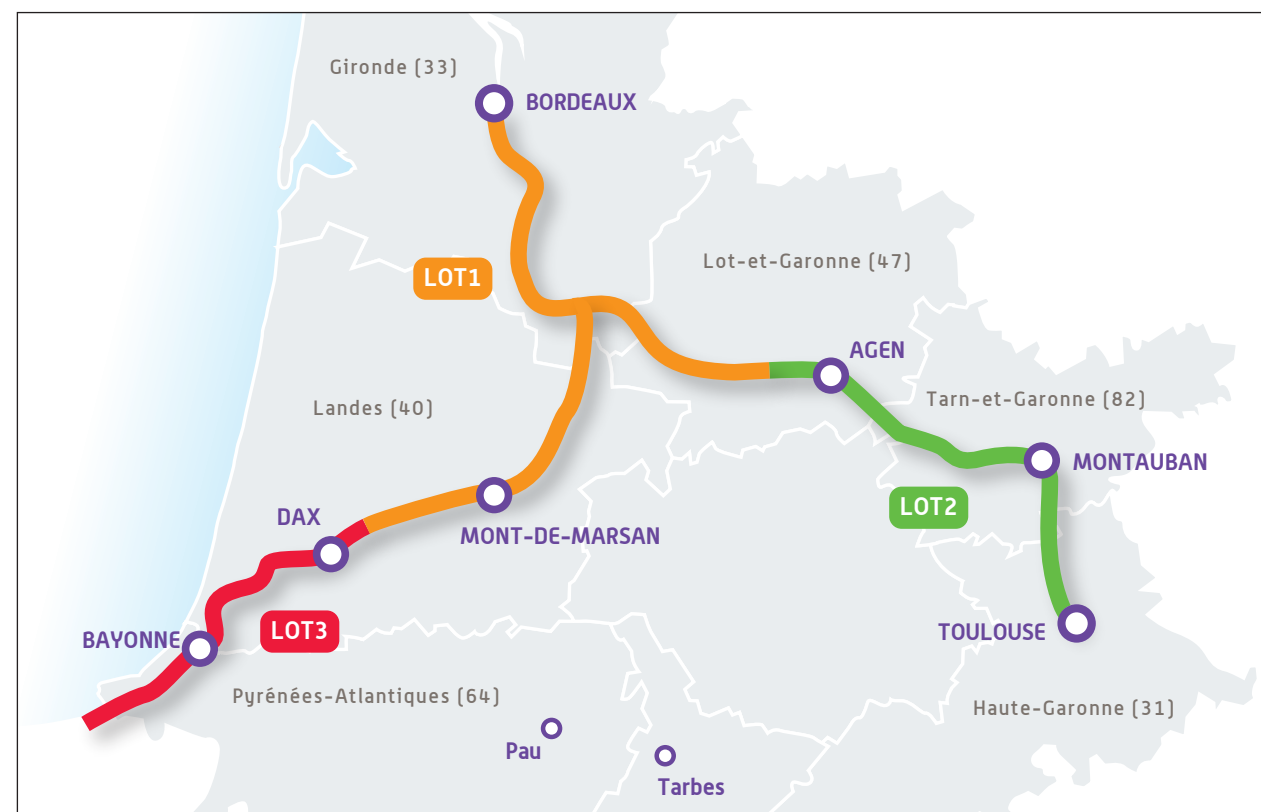 Gironde (33)
BORDEAUX
Lot-et-Garonne (47)
LOT1
AGEN
Tarn-et-Garonne (82)
Landes (40)
MONTAUBAN
LOT2
DAX
MONT-DE-MARSAN
LOT3
TOULOUSE
BAYONNE
Pyrénées-Atlantiques (64)
Haute-Garonne (31)
Pau
Tarbes